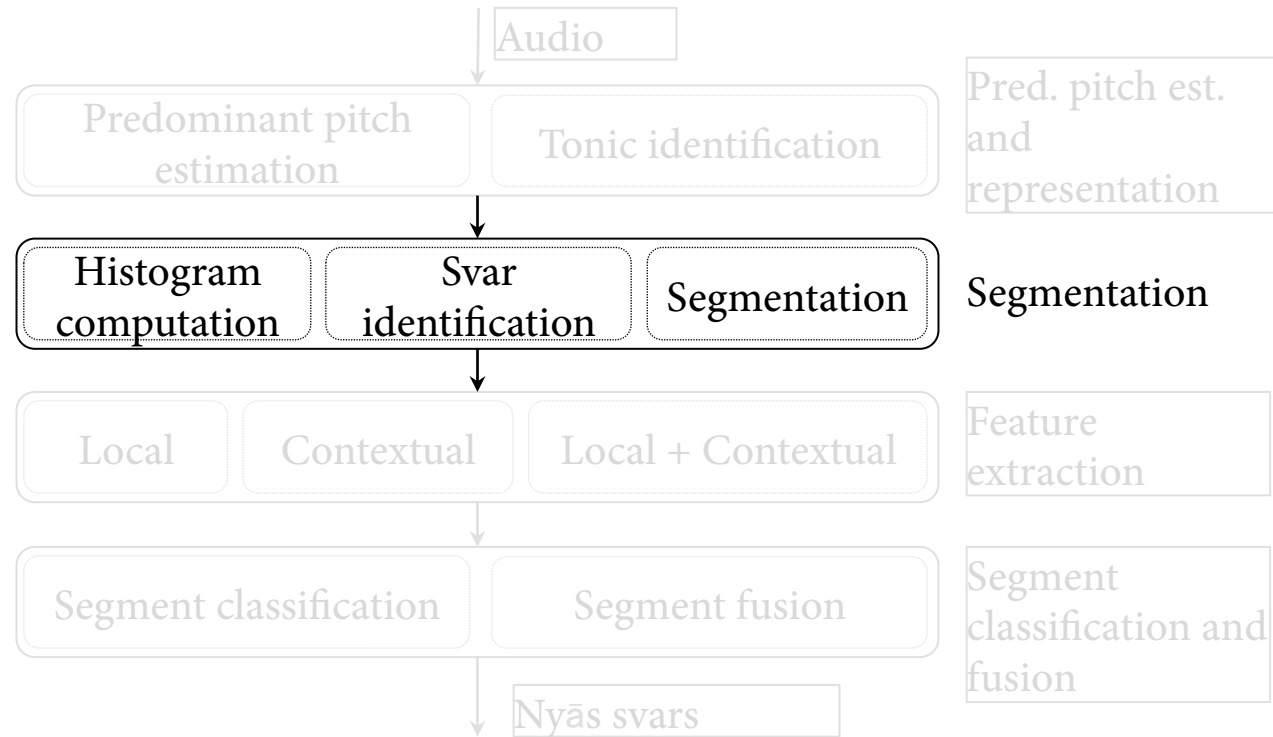 Audio
Predominant pitch
estimation
Tonic identification
Pred. pitch est.
and
representation
Histogram
computation
Svar
identification
Segmentation
Segmentation
Local
Contextual
Local + Contextual
Feature
extraction
Segment classification
Segment fusion
Segment
classification and
fusion
Nyās svars